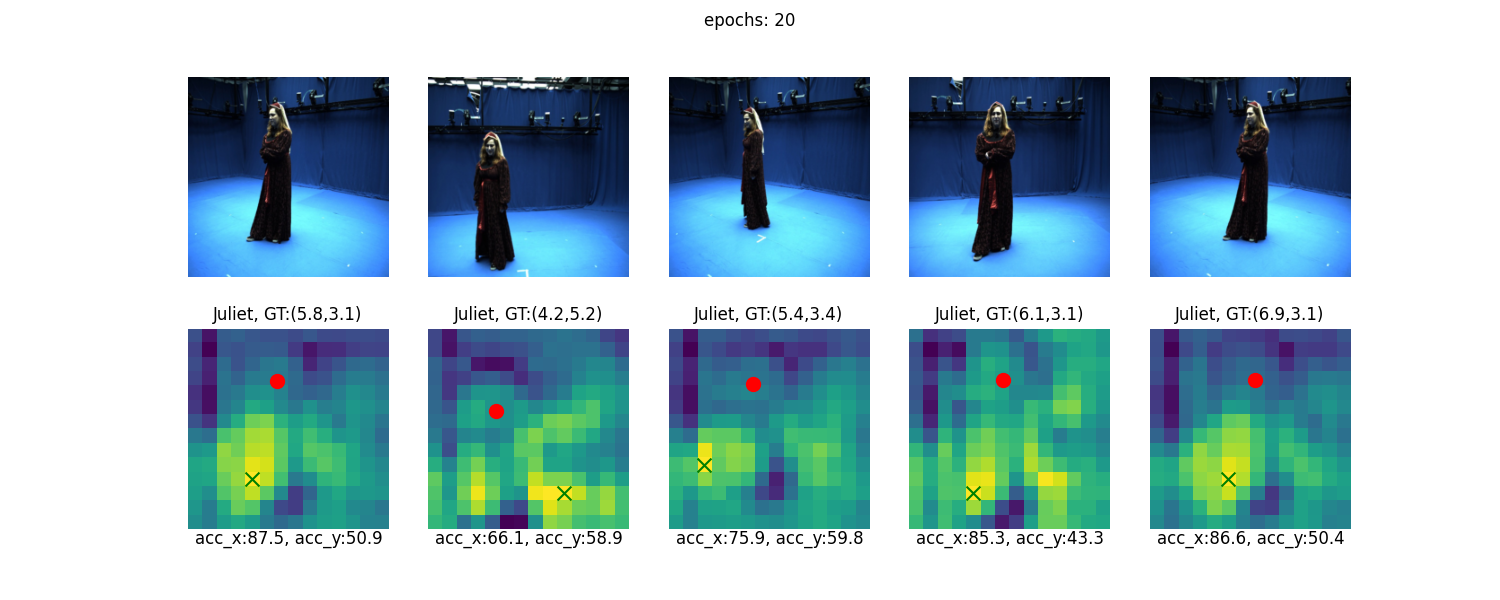 epochs: 20
Juliet, GT:(5.8,3.1)
Juliet, GT:(4.2,5.2)
Juliet, GT:(5.4,3.4)
Juliet, GT:(6.1,3.1)
Juliet, GT:(6.9,3.1)
acc_x:87.5, acc_y:50.9
acc_x:66.1, acc_y:58.9
acc_x:75.9, acc_y:59.8
acc_x:85.3, acc_y:43.3
acc_x:86.6, acc_y:50.4